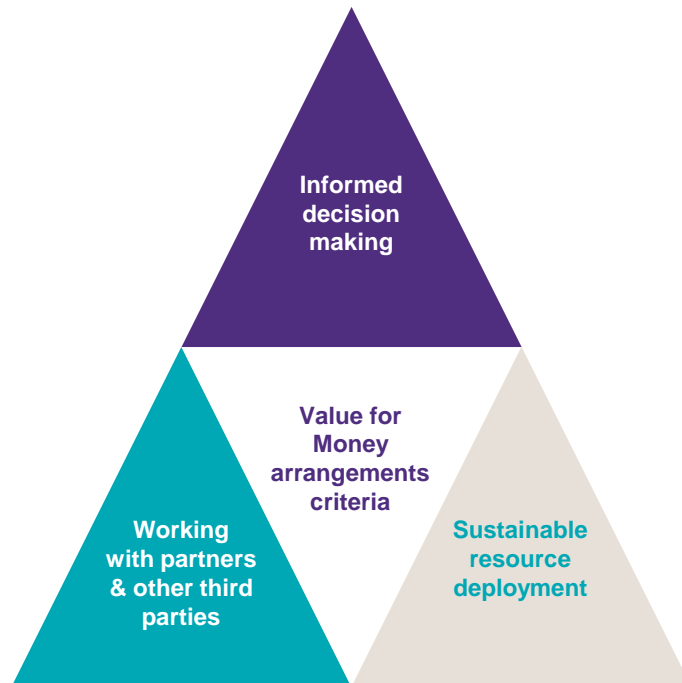 Informed
decision
making
Value for
Money
arrangements
criteria
Working
with partners
& other third
parties
Sustainable
resource
deployment